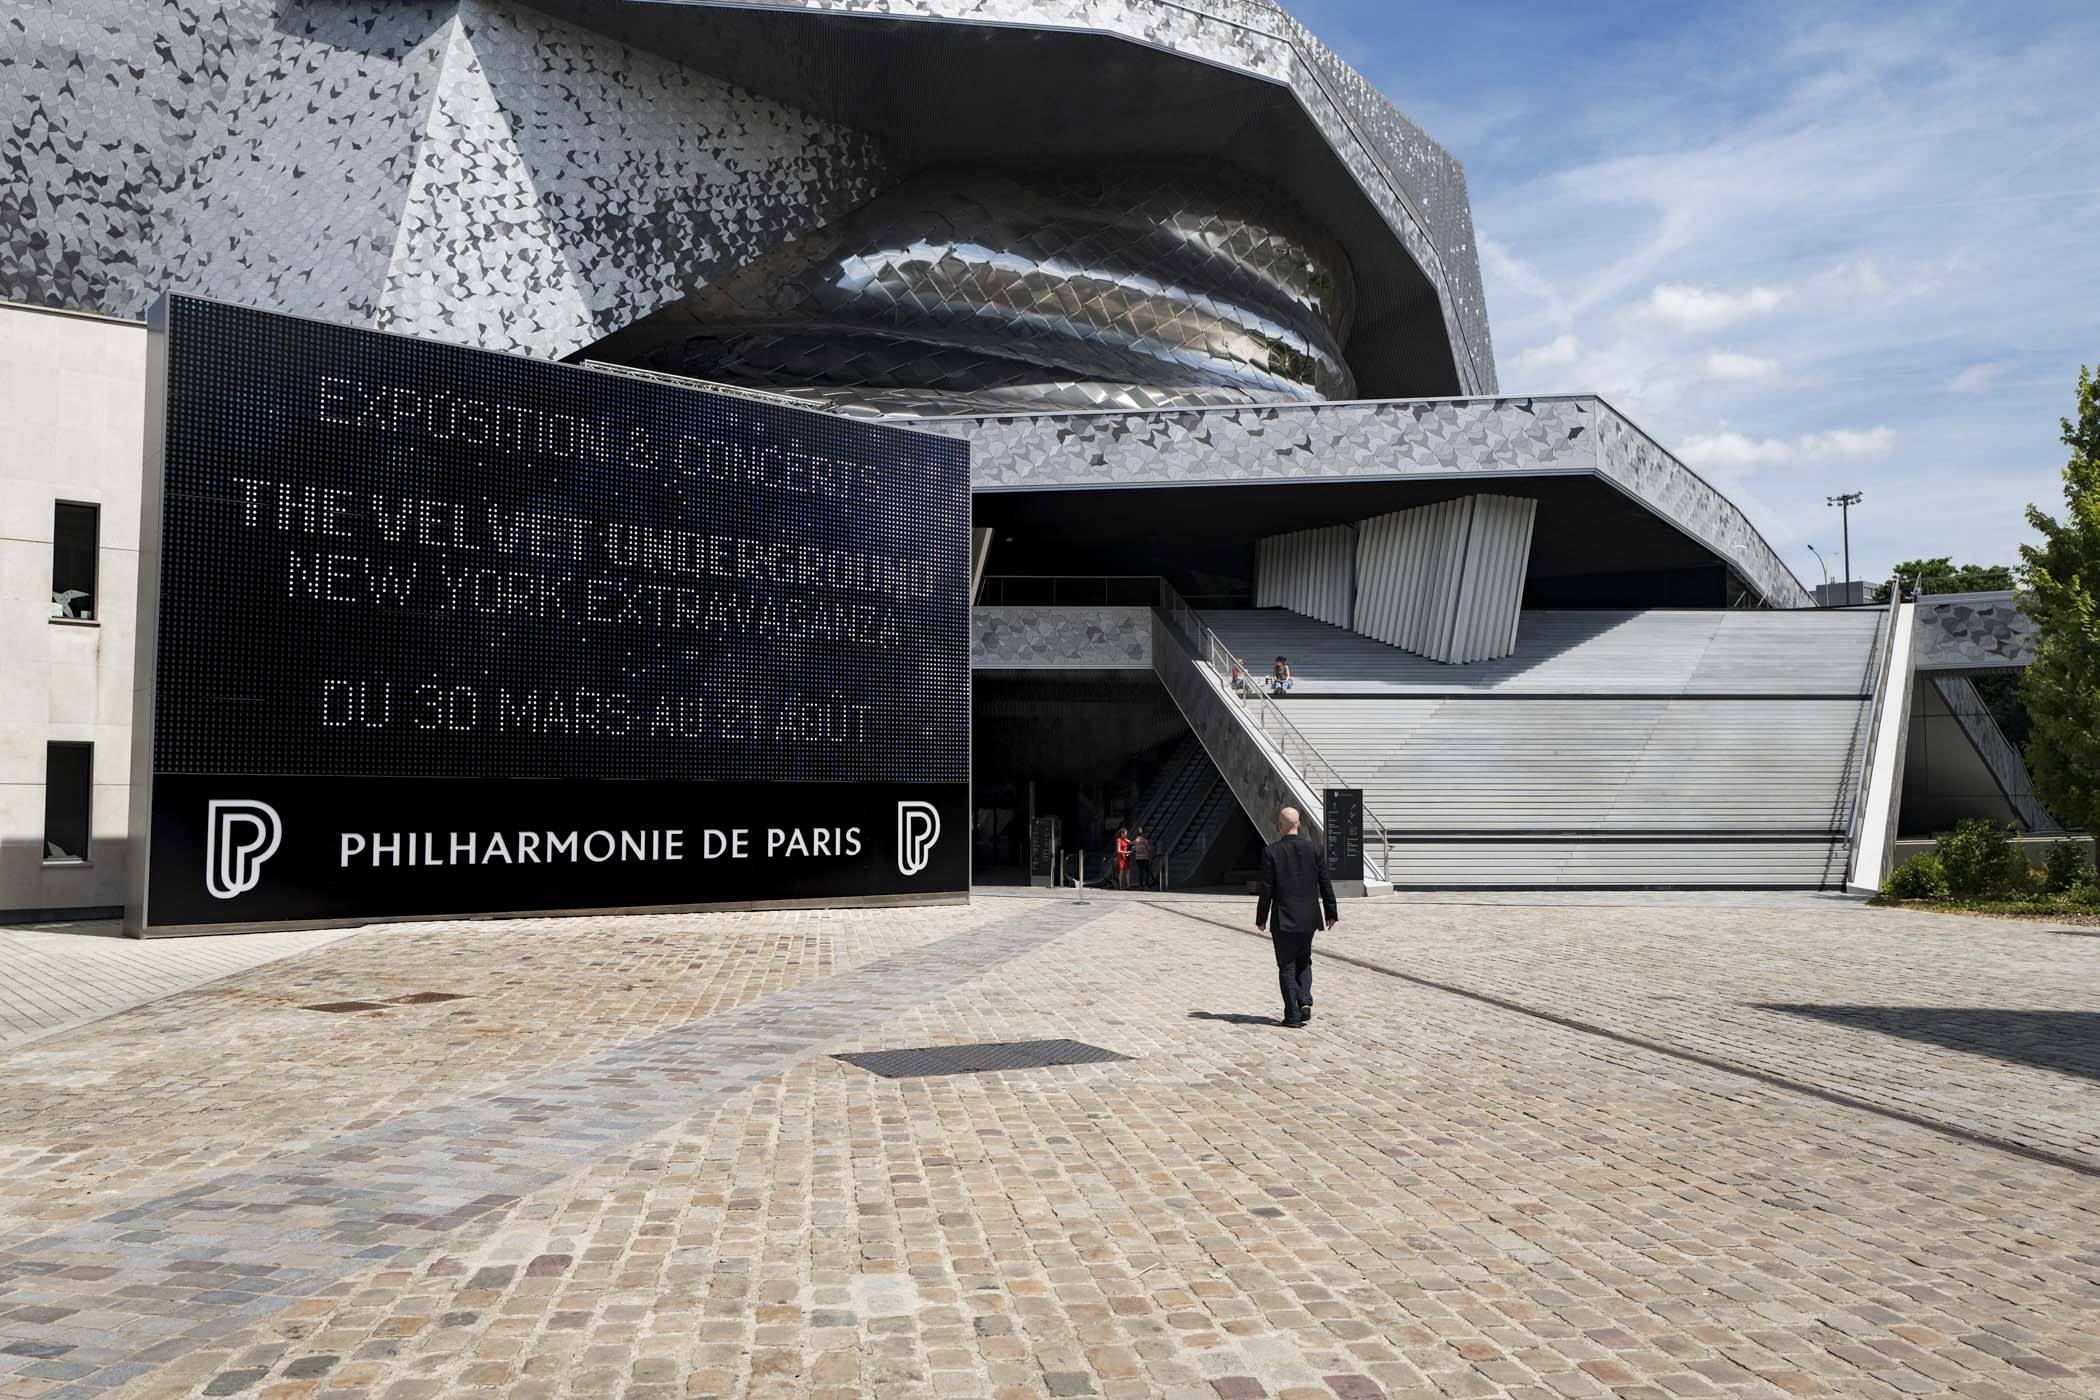 EXPOSITION & CONCERTS
THE VELVET UNDERGROUND
NEW YORK EXTRAVAGANZA
DU 30 MARS AU 21 AOÛT
PHILHARMONIE DE PARIS